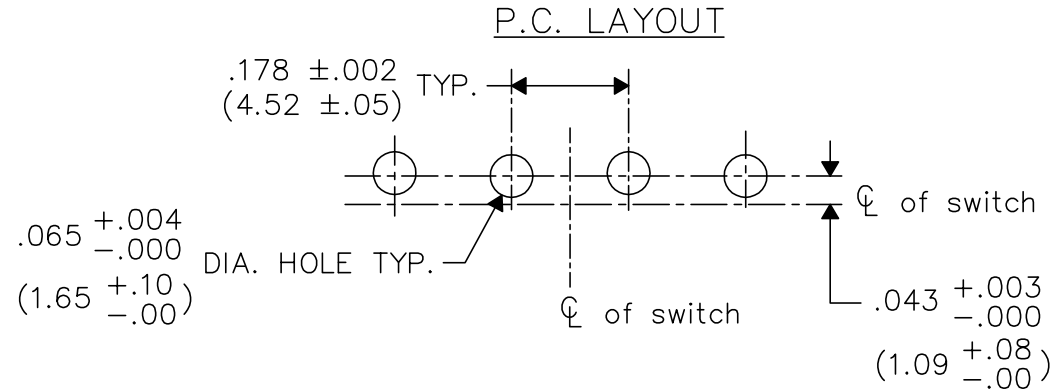 P.C. LAYOUT
.178 ±.002 TYP.
(4.52 ±.05)
℄ of switch
.065 +.004 -.000 DIA. HOLE TYP.
(1.65 +.10 -.00)
℄ of switch
.043 +.003 -.000
(1.09 +.08 -.00)